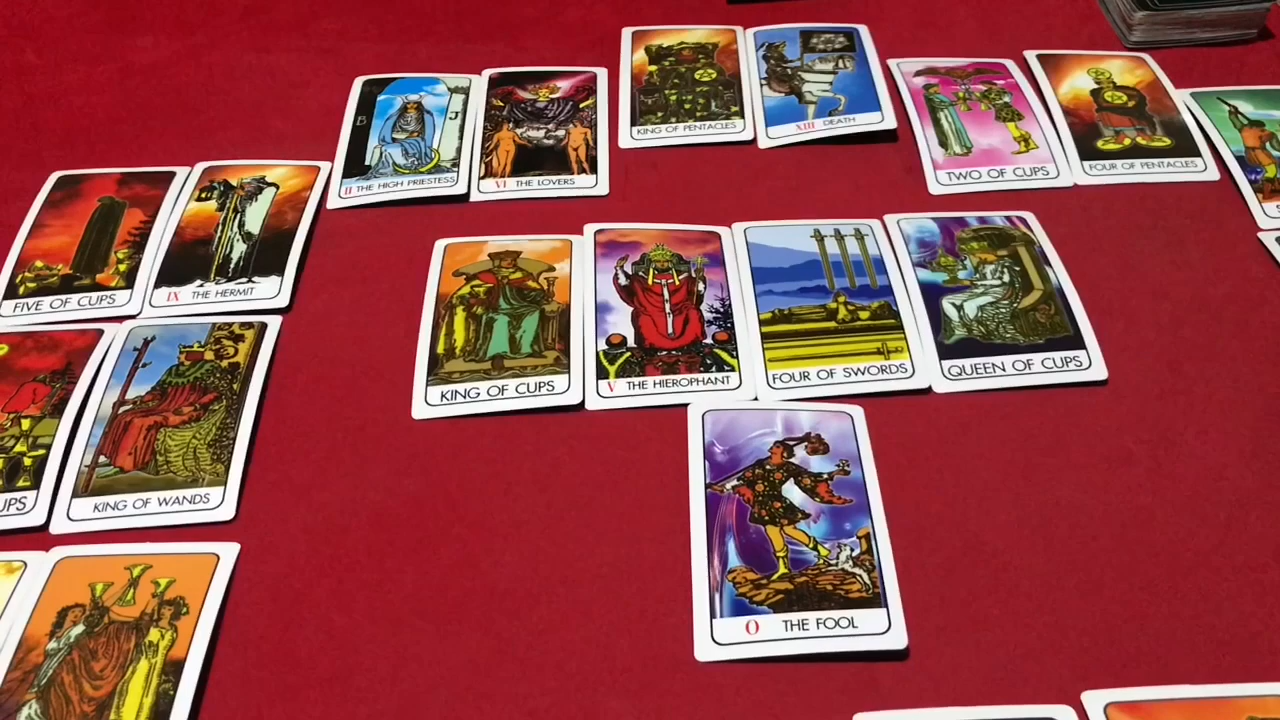 KING OF PENTACLES
XIII DEATH
II THE HIGH PRIESTESS
B
J
VI THE LOVERS
TWO OF CUPS
FOUR OF PENTACLES
FIVE OF CUPS
IX THE HERMIT
KING OF CUPS
V THE HIEROPHANT
FOUR OF SWORDS
QUEEN OF CUPS
UPS
KING OF WANDS
0 THE FOOL